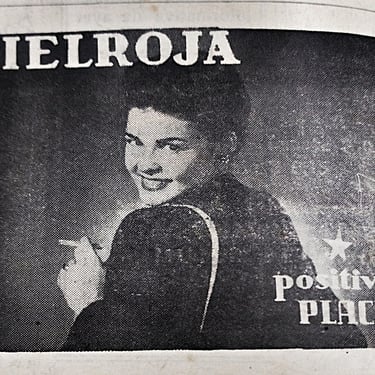 IELROJA
positiv
PLAC